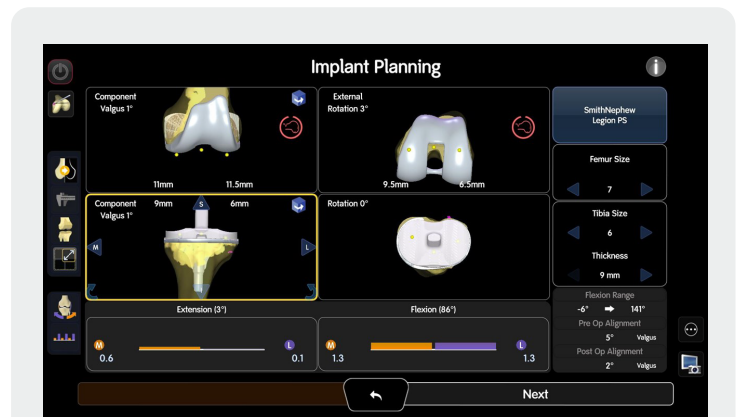 Implant Planning
i
Component
Valgus 1°
11mm
11.5mm
External
Rotation 3°
9.5mm
6.5mm
SmithNephew
Legion PS
Femur Size
7
Component
Valgus 1°
9mm
S
6mm
M
L
Rotation 0°
Tibia Size
6
Thickness
9 mm
Extension (3°)
M
0.6
L
0.1
Flexion (86°)
M
1.3
L
1.3
Flexion Range
-6° ➡ 141°
Pre Op Alignment
5° Valgus
Post Op Alignment
2° Valgus
Next